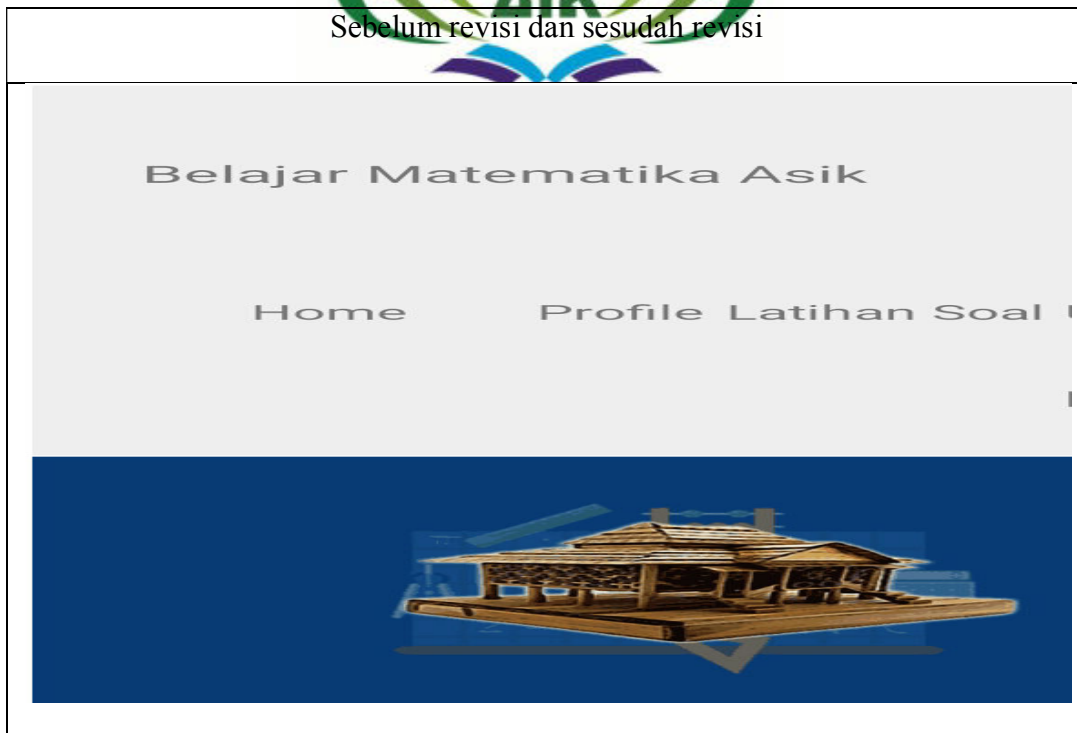 Sebelum revisi dan sesudah revisi
Belajar Matematika Asik
Home Profile Latihan Soal